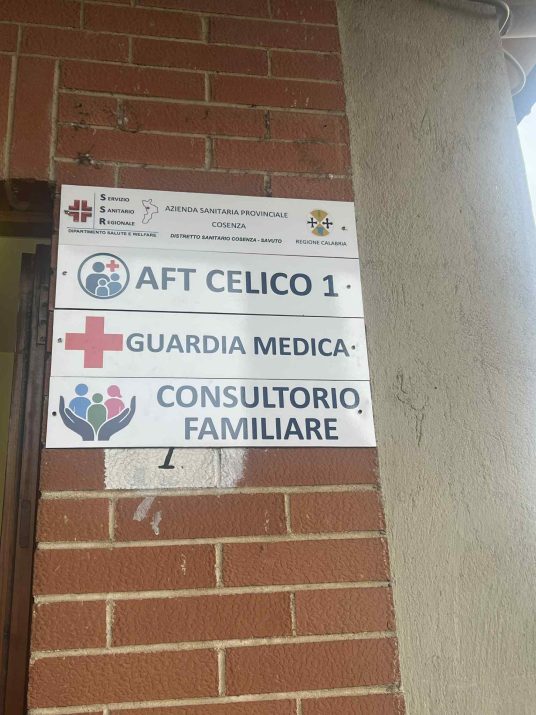 SERVIZIO
SANITARIO
REGIONALE
DIPARTIMENTO SALUTE E WELFARE
AZIENDA SANITARIA PROVINCIALE
COSENZA
DISTRETTO SANITARIO COSENZA - SAVUTO
REGIONE CALABRIA
AFT CELICO 1
GUARDIA MEDICA
CONSULTORIO
FAMILIARE